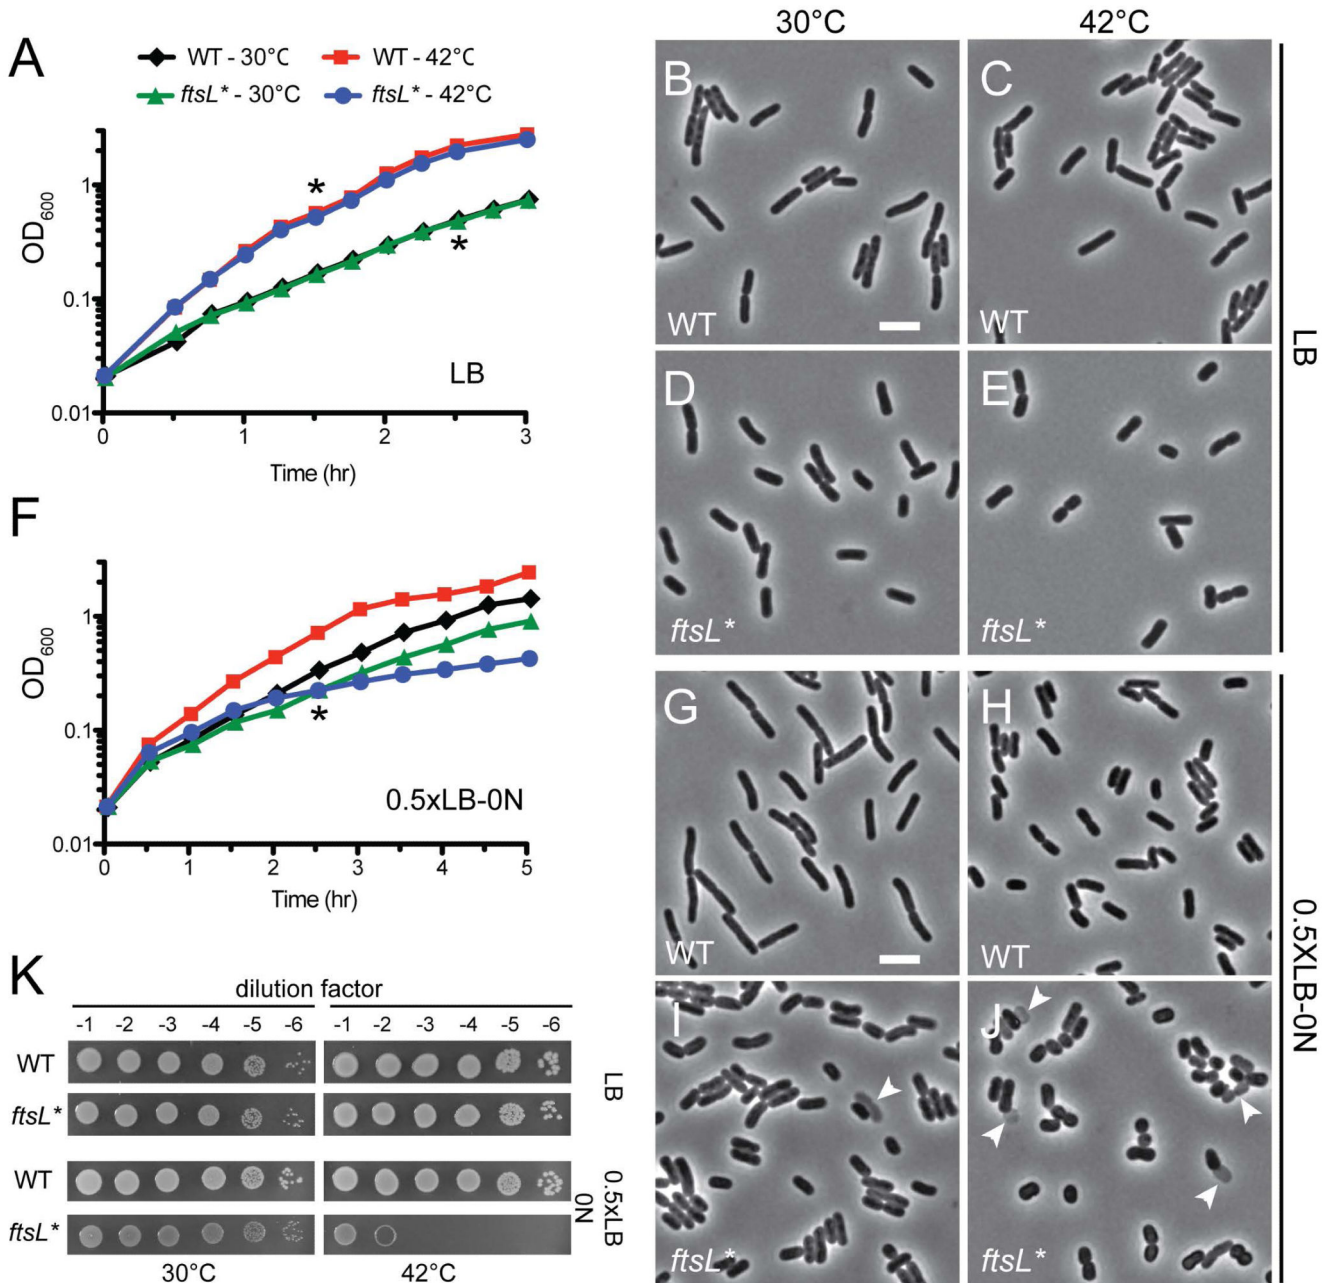 A
WT - 30°C
WT - 42°C
ftsL* - 30°C
ftsL* - 42°C
OD600
1
0.1
0.01
*
*
LB
0
1
2
3
Time (hr)
F
OD600
1
0.1
0.01
*
0.5xLB-0N
0
1
2
3
4
5
Time (hr)
K
dilution factor
-1 -2 -3 -4 -5 -6
-1 -2 -3 -4 -5 -6
WT
ftsL*
LB
WT
ftsL*
0.5xLB
0N
30°C
42°C
30°C
42°C
B
WT
C
WT
D
ftsL*
E
ftsL*
LB
G
WT
H
WT
I
ftsL*
J
ftsL*
0.5XLB-0N